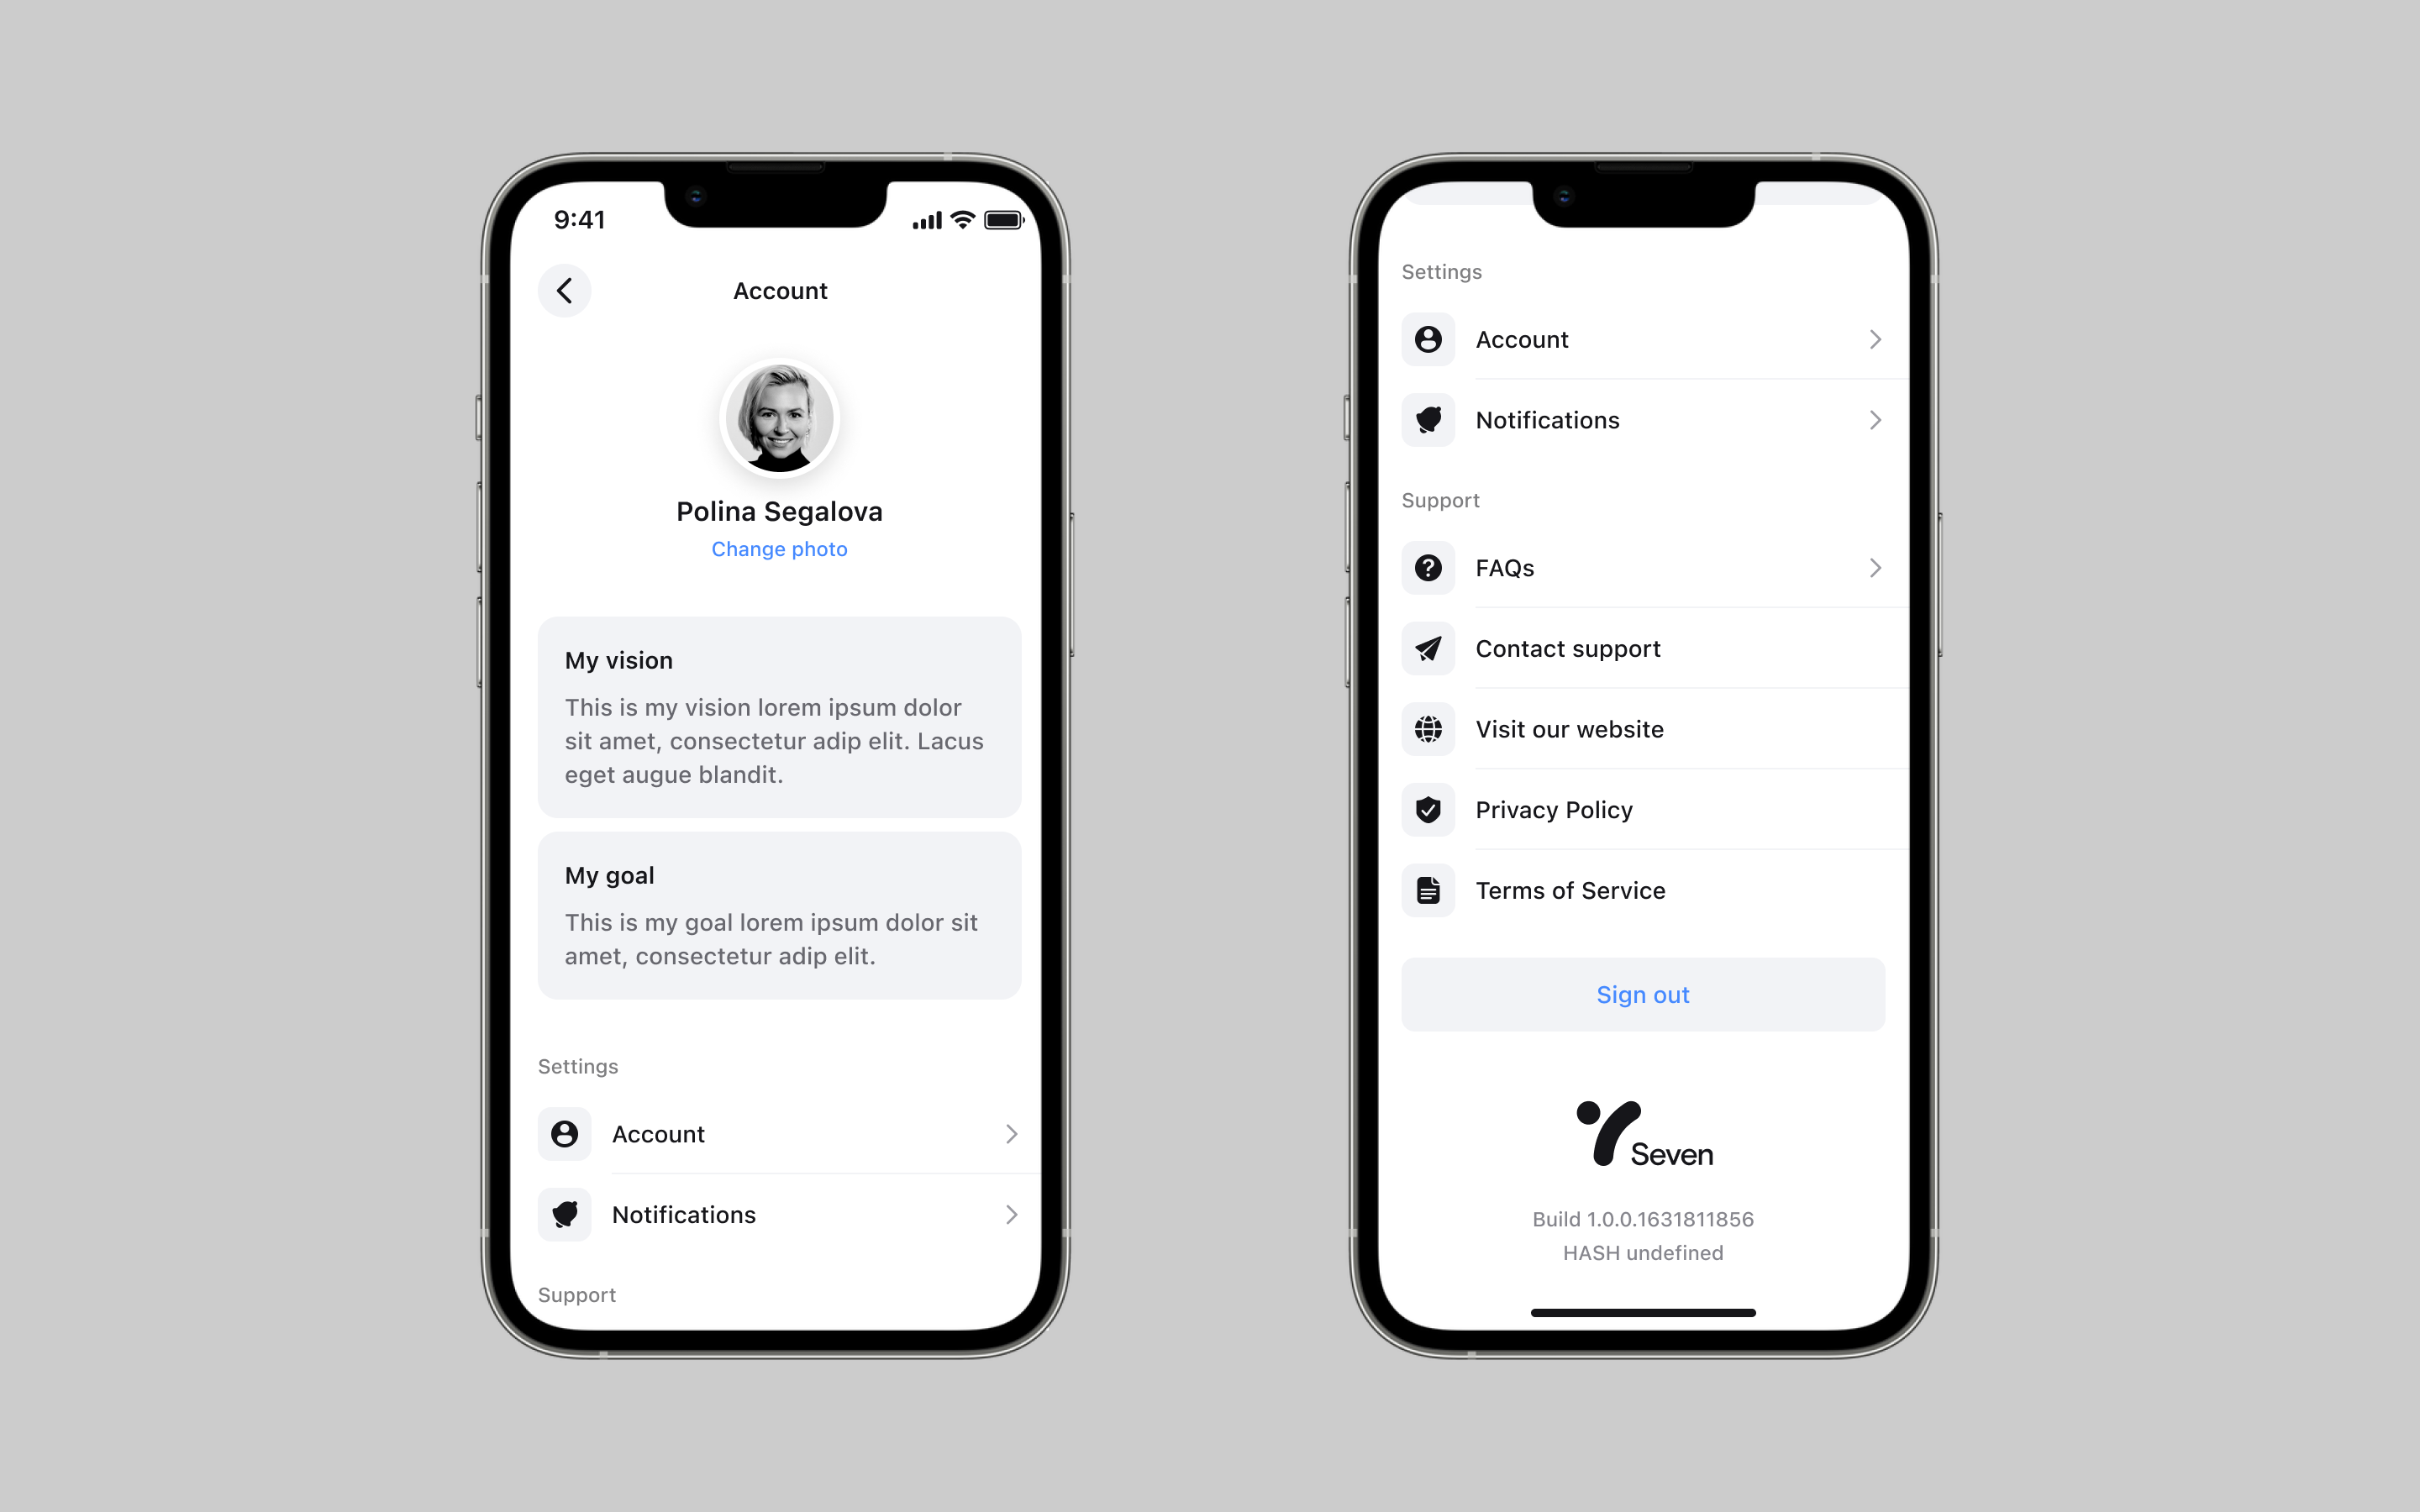 9:41
Account
Polina Segalova
Change photo
My vision
This is my vision lorem ipsum dolor
sit amet, consectetur adip elit. Lacus
eget augue blandit.
My goal
This is my goal lorem ipsum dolor sit
amet, consectetur adip elit.
Settings
Account
Notifications
Support
Settings
Account
Notifications
Support
FAQs
Contact support
Visit our website
Privacy Policy
Terms of Service
Sign out
Seven
Build 1.0.0.1631811856
HASH undefined